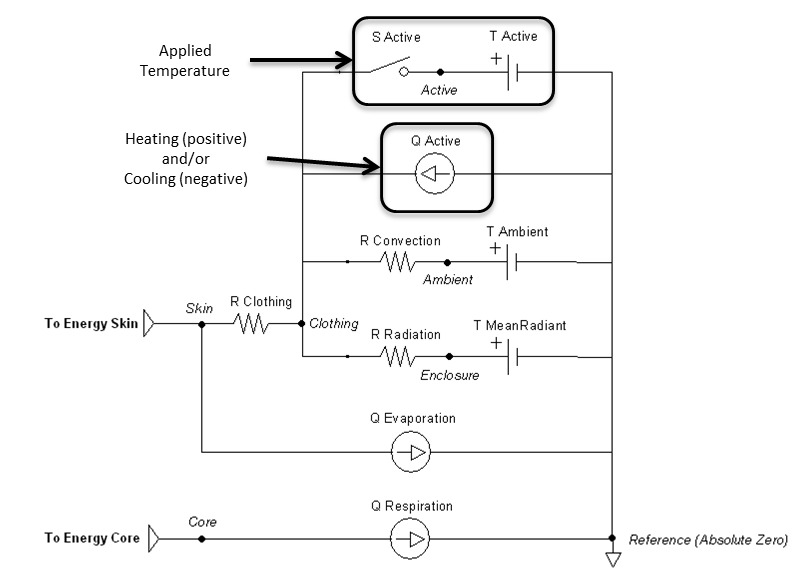 Applied
Temperature
S Active
T Active
+
Active
Heating (positive)
and/or
Cooling (negative)
Q Active
R Convection
T Ambient
+
Ambient
To Energy Skin
Skin
R Clothing
Clothing
R Radiation
T MeanRadiant
+
Enclosure
Q Evaporation
Q Respiration
To Energy Core
Core
Reference (Absolute Zero)